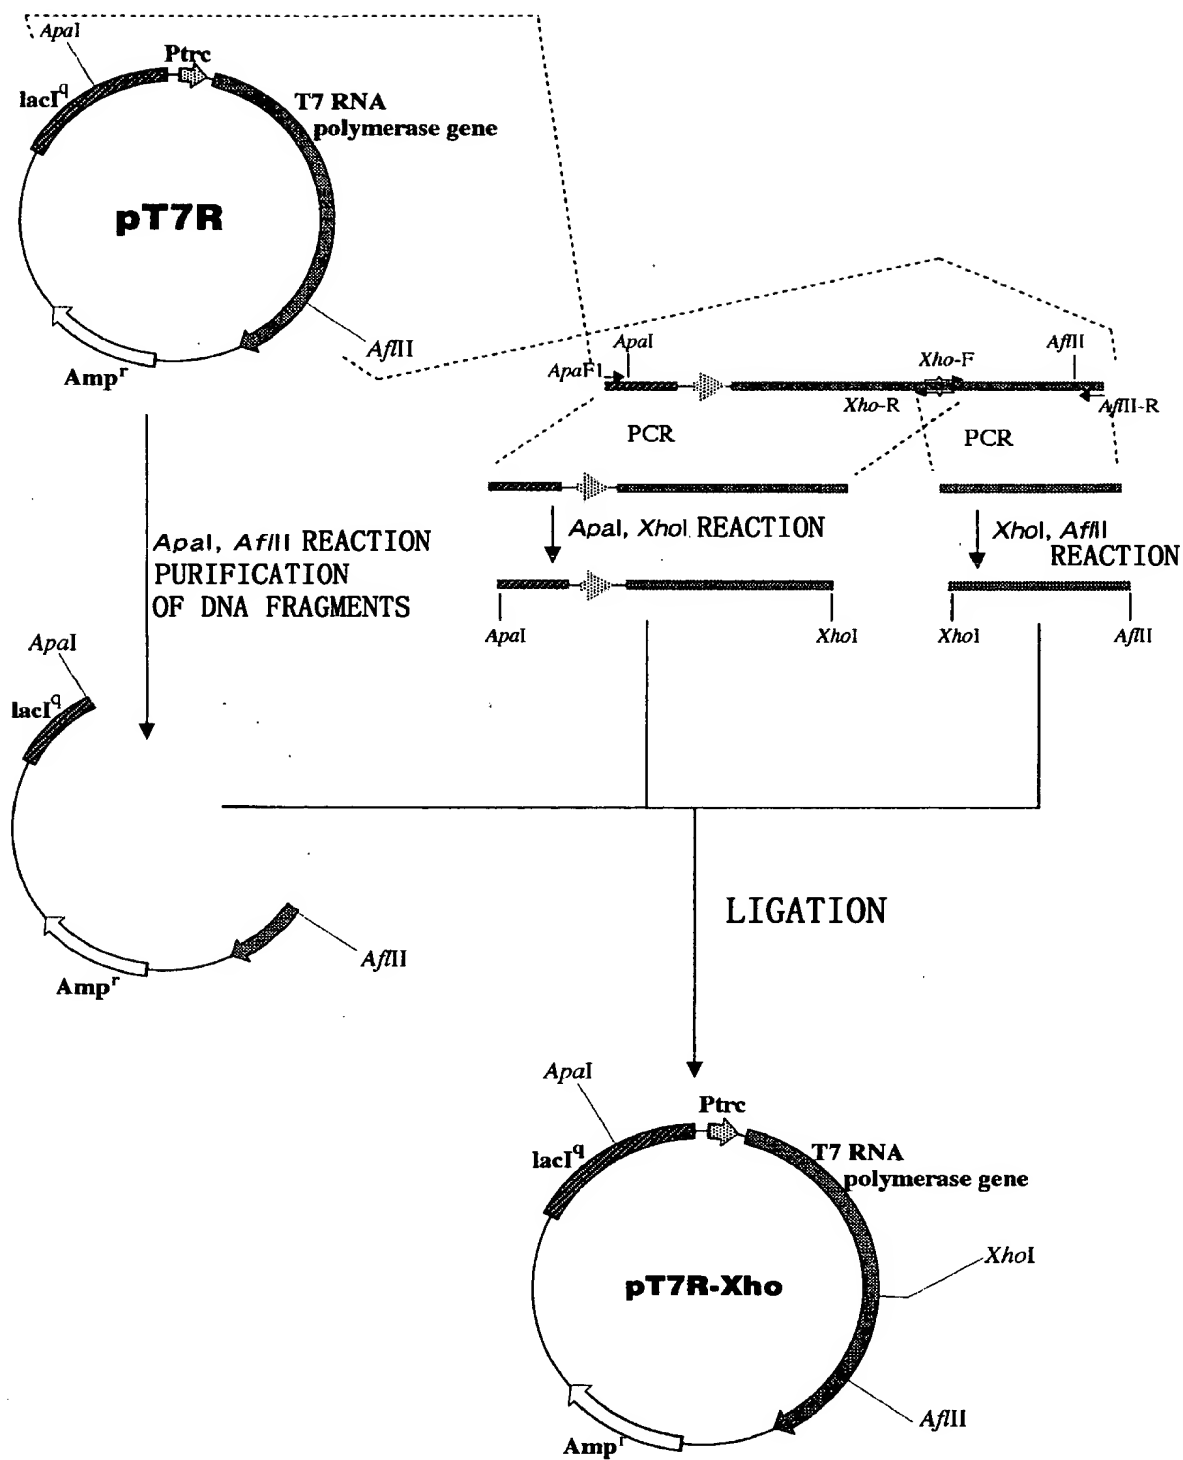 ApaI
Ptrc
lacIq
T7 RNA
polymerase gene
pT7R
AflII
Ampr
ApaI
AflII
ApaF1
Xho-F
Xho-R
AflII-R
PCR
PCR
ApaI, XhoI REACTION
XhoI, AflII
REACTION
ApaI, AflII REACTION
PURIFICATION
OF DNA FRAGMENTS
ApaI
XhoI
XhoI
AflII
ApaI
lacIq
LIGATION
AflII
Ampr
ApaI
Ptrc
lacIq
T7 RNA
polymerase gene
XhoI
pT7R-Xho
AflII
Ampr